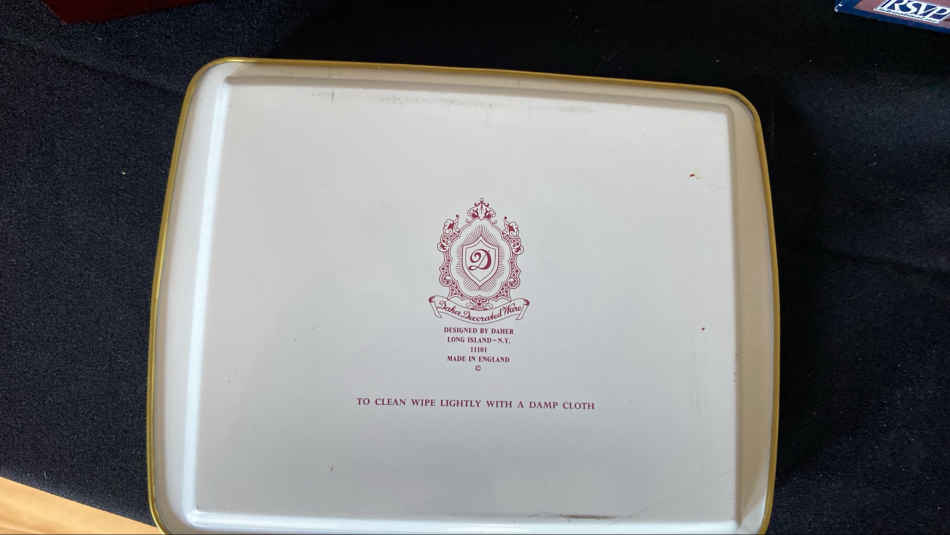 RSVP
D
Daher Decorated Ware
DESIGNED BY DAHER
LONG ISLAND-N.Y.
11101
MADE IN ENGLAND
©
TO CLEAN WIPE LIGHTLY WITH A DAMP CLOTH